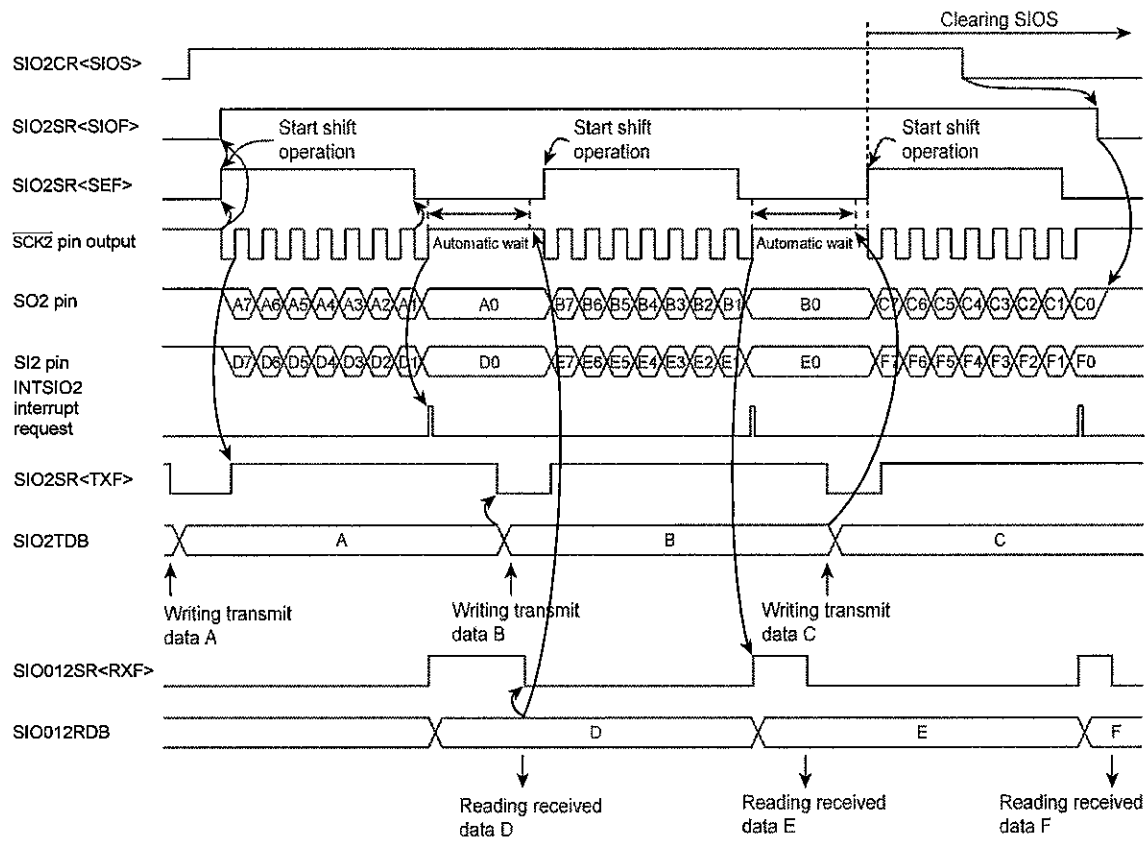 Clearing SIOS
SIO2CR<SIOS>
SIO2SR<SIOF>
Start shift
operation
Start shift
operation
Start shift
operation
SIO2SR<SEF>
SCK2 pin output
Automatic wait
Automatic wait
SO2 pin
A7 A6 A5 A4 A3 A2 A1 A0 B7 B6 B5 B4 B3 B2 B1 B0 C7 C6 C5 C4 C3 C2 C1 C0
SI2 pin
D7 D6 D5 D4 D3 D2 D1 D0 E7 E6 E5 E4 E3 E2 E1 E0 F7 F6 F5 F4 F3 F2 F1 F0
INTSIO2
interrupt
request
SIO2SR<TXF>
SIO2TDB
A
B
C
Writing transmit
data A
Writing transmit
data B
Writing transmit
data C
SIO012SR<RXF>
SIO012RDB
D
E
F
Reading received
data D
Reading received
data E
Reading received
data F